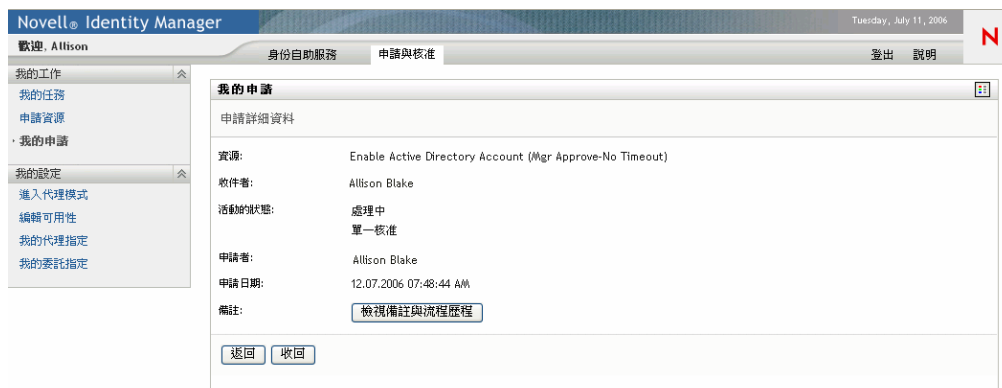 Novell® Identity Manager
Tuesday, July 11, 2006
N
歡迎, Allison
身份自助服務
申請與核准
登出
說明
我的工作
我的任務
申請資源
· 我的申請
我的設定
進入代理模式
編輯可用性
我的代理指定
我的委託指定
我的申請
申請詳細資料
資源: Enable Active Directory Account (Mgr Approve-No Timeout)
收件者: Allison Blake
活動的狀態: 處理中
單一核准
申請者: Allison Blake
申請日期: 12.07.2006 07:48:44 AM
備註: 檢視備註與流程歷程
返回 收回